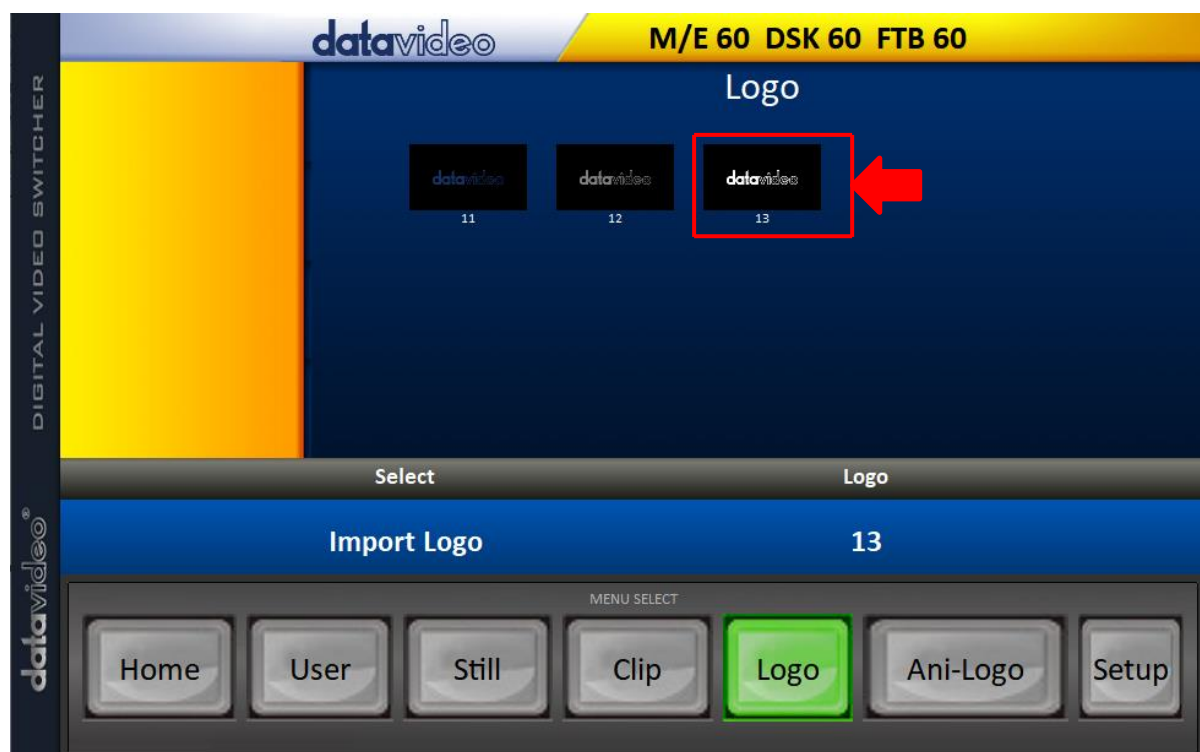 datavideo
M/E 60 DSK 60 FTB 60
DIGITAL VIDEO SWITCHER
Logo
datavideo
datavideo
datavideo
11
12
13
Select
Logo
Import Logo
13
datavideo®
MENU SELECT
Home
User
Still
Clip
Logo
Ani-Logo
Setup